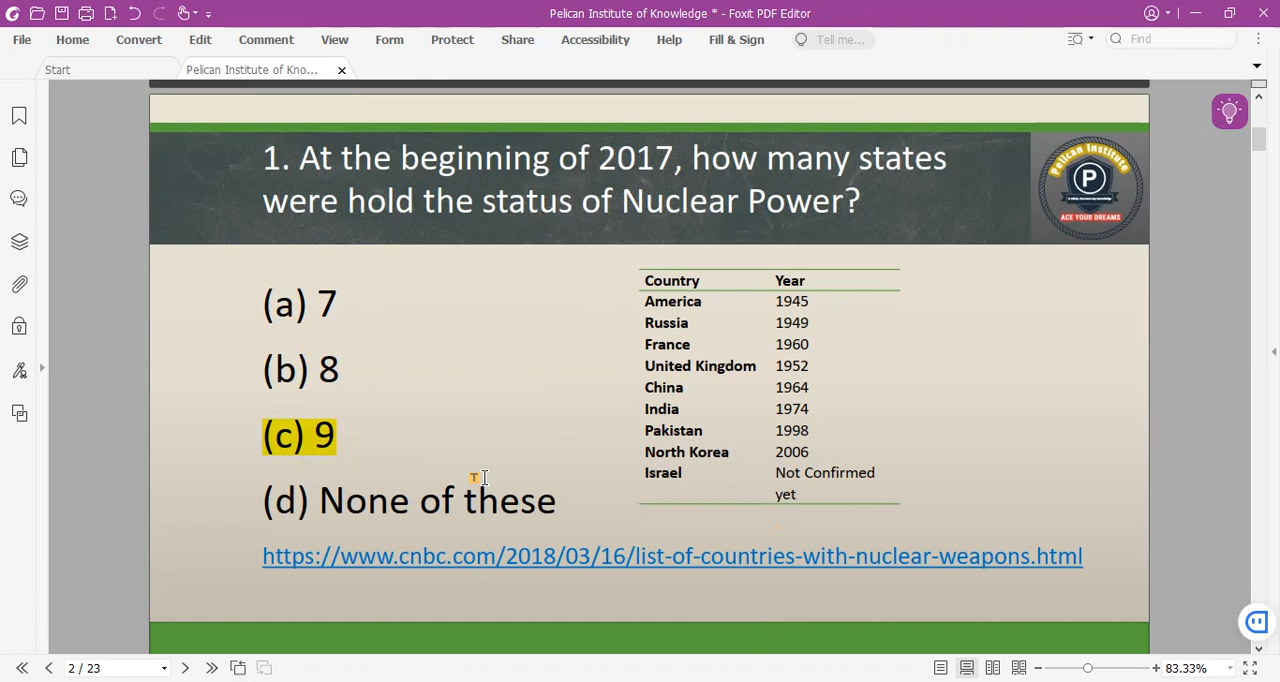 Pelican Institute of Knowledge * - Foxit PDF Editor
File Home Convert Edit Comment View Form Protect Share Accessibility Help Fill & Sign Tell me... Find
Start Pelican Institute of Kno...
1. At the beginning of 2017, how many states
were hold the status of Nuclear Power?
Pelican Institute
P
ACE YOUR DREAMS
(a) 7
(b) 8
(c) 9
(d) None of these
Country Year
America 1945
Russia 1949
France 1960
United Kingdom 1952
China 1964
India 1974
Pakistan 1998
North Korea 2006
Israel Not Confirmed
yet
T
https://www.cnbc.com/2018/03/16/list-of-countries-with-nuclear-weapons.html
2 / 23 83.33%